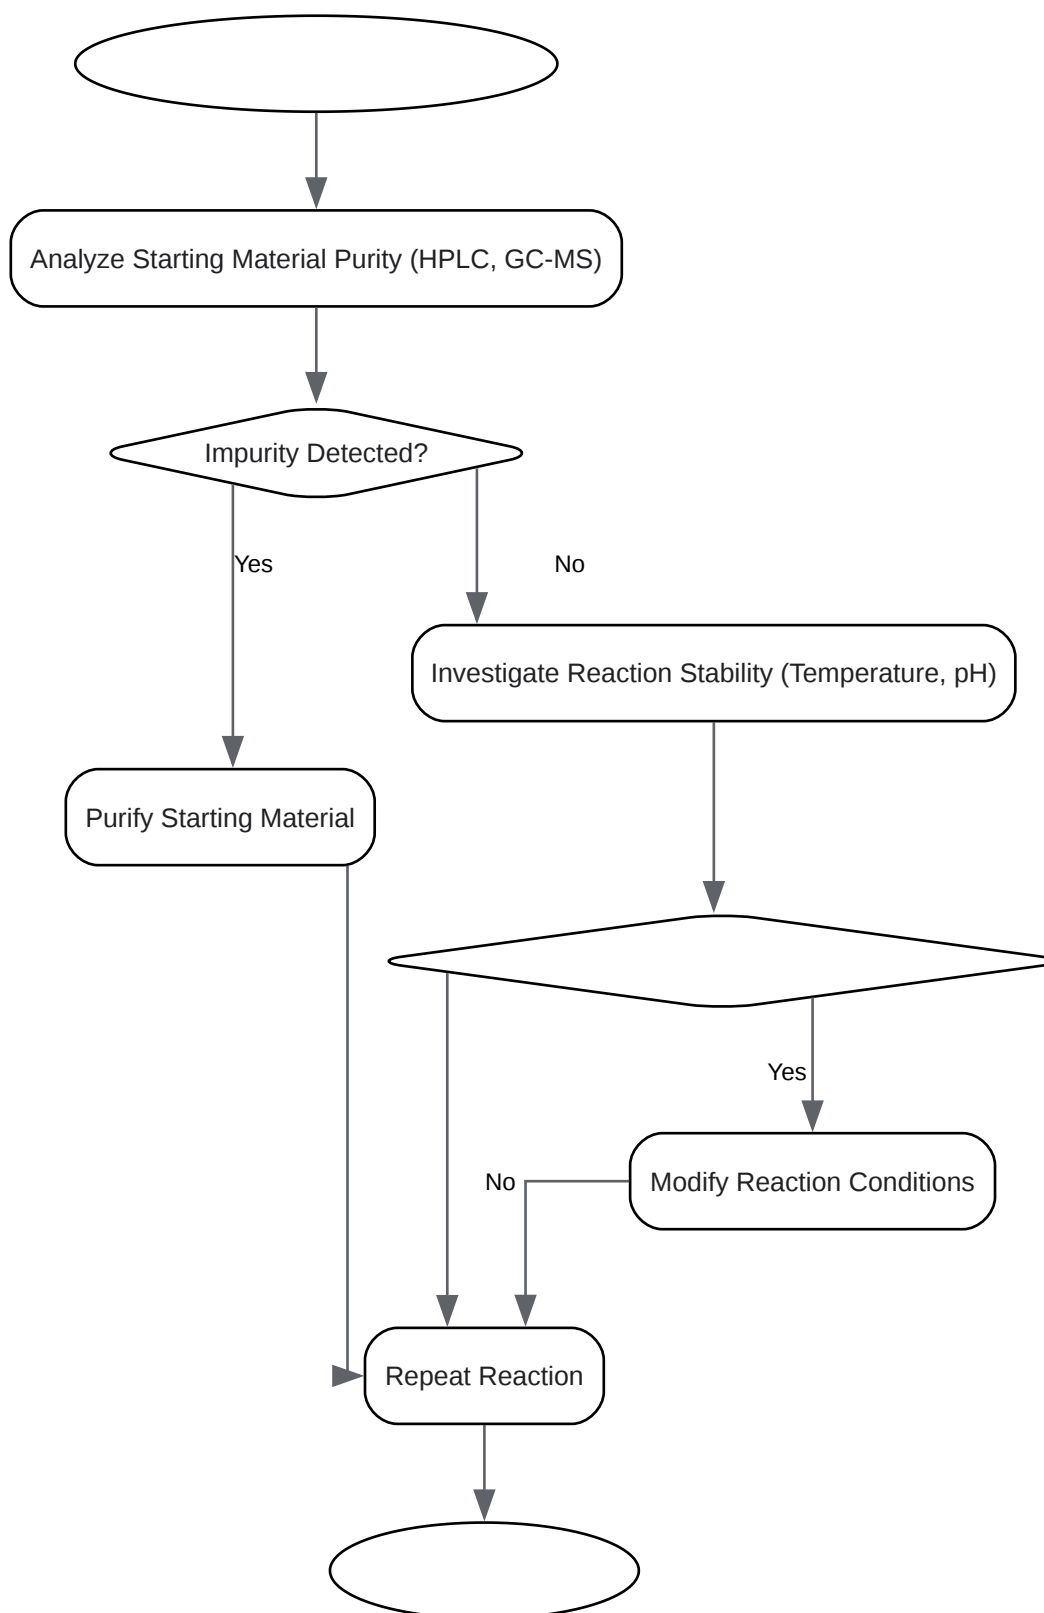 Analyze Starting Material Purity (HPLC, GC-MS)
Impurity Detected?
Yes
No
Investigate Reaction Stability (Temperature, pH)
Purify Starting Material
Yes
Modify Reaction Conditions
No
Repeat Reaction